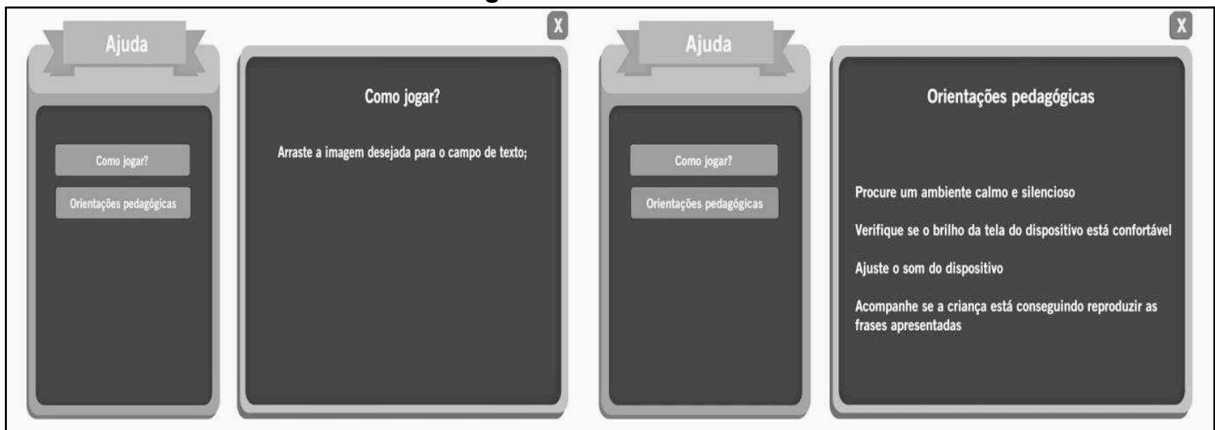 Ajuda
Como jogar?
Orientações pedagógicas
X
Como jogar?
Arraste a imagem desejada para o campo de texto;
Ajuda
Como jogar?
Orientações pedagógicas
X
Orientações pedagógicas
Procure um ambiente calmo e silencioso
Verifique se o brilho da tela do dispositivo está confortável
Ajuste o som do dispositivo
Acompanhe se a criança está conseguindo reproduzir as
frases apresentadas